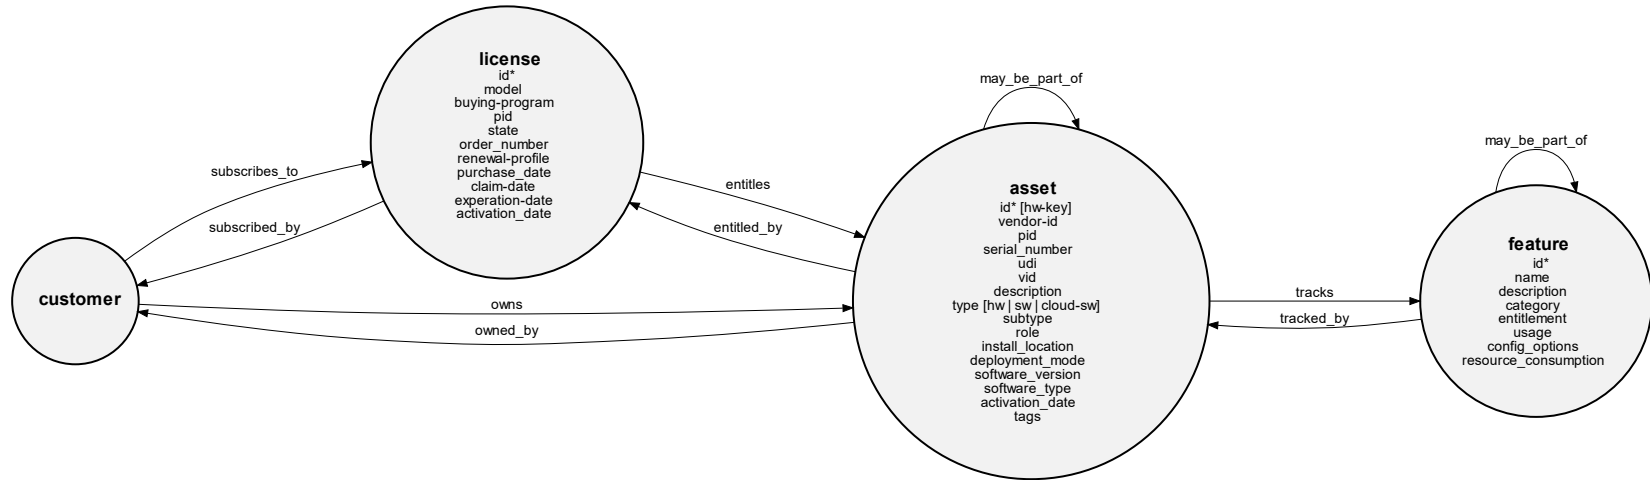 license
id*
model
buying-program
pid
state
order_number
renewal-profile
purchase_date
claim-date
experation-date
activation_date
subscribes_to
subscribed_by
customer
owns
owned_by
entitles
entitled_by
may_be_part_of
asset
id* [hw-key]
vendor-id
pid
serial_number
udi
vid
description
type [hw | sw | cloud-sw]
subtype
role
install_location
deployment_mode
software_version
software_type
activation_date
tags
tracks
tracked_by
may_be_part_of
feature
id*
name
description
category
entitlement
usage
config_options
resource_consumption